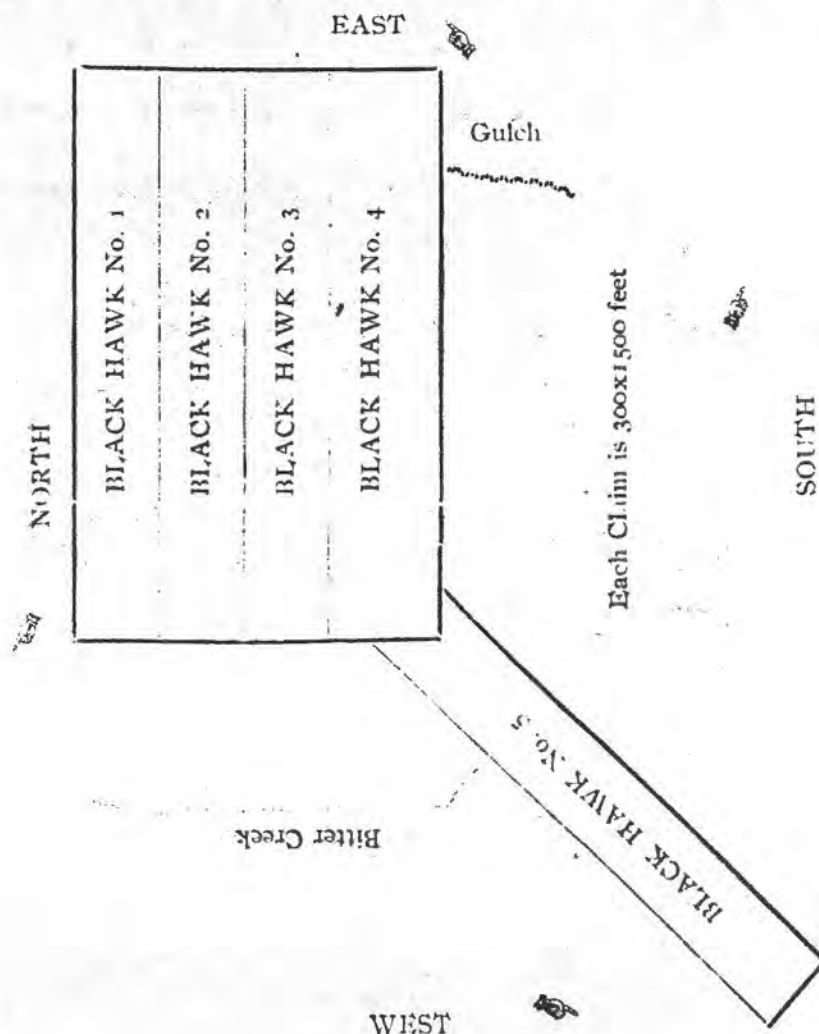 EAST
Gulch
BLACK HAWK No. 1
BLACK HAWK No. 2
BLACK HAWK No. 3
BLACK HAWK No. 4
NORTH
Each Claim is 300x1500 feet
SOUTH
BLACK HAWK No. 5
Bitter Creek
WEST